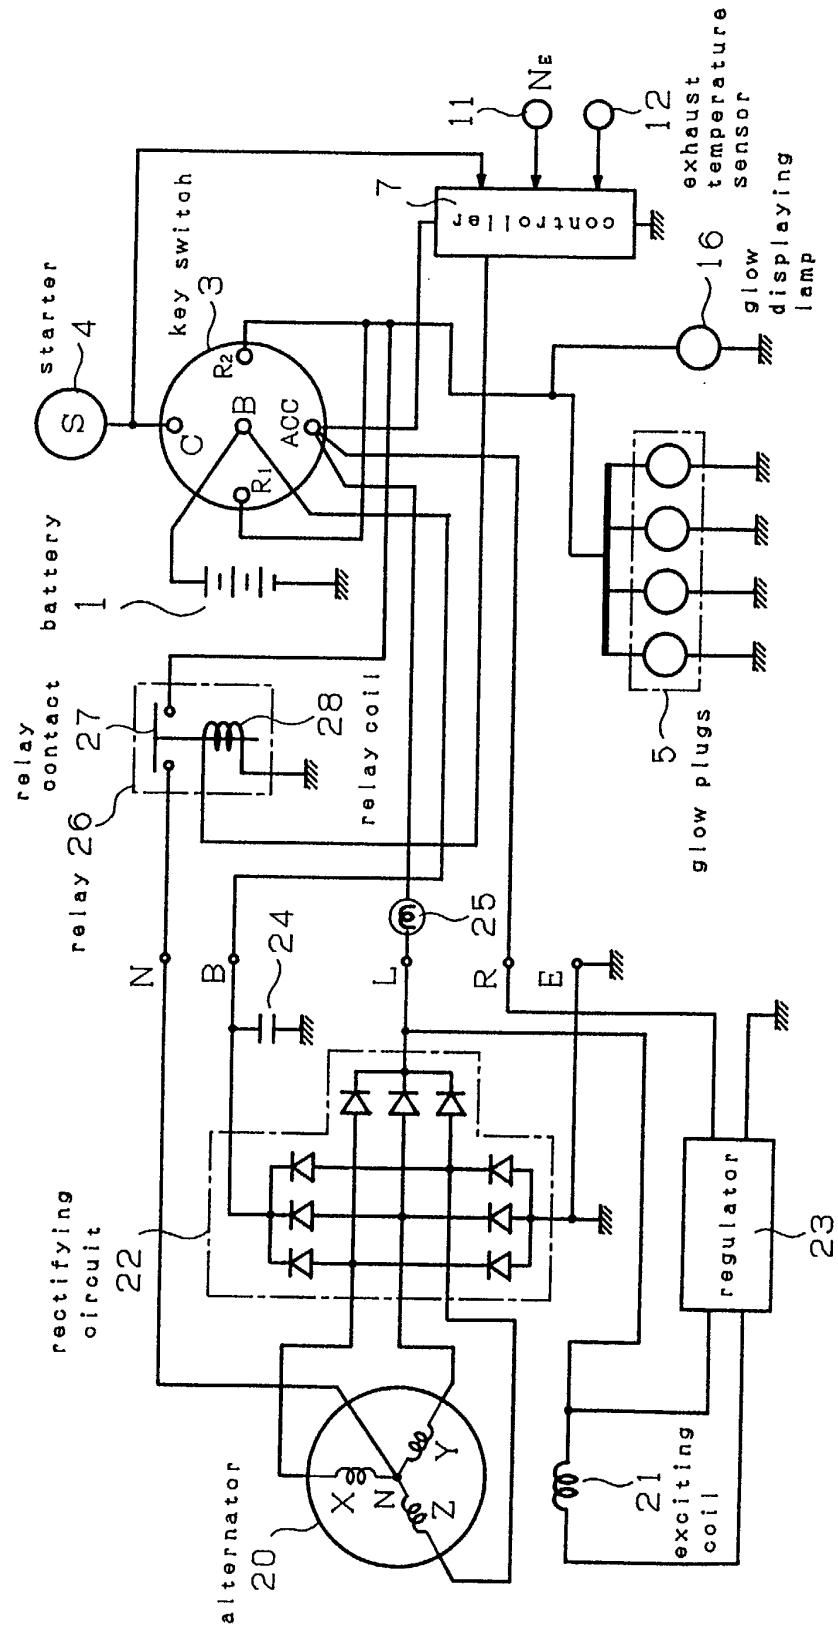 alternator
20
X
N
Y
Z
rectifying
circuit
22
21
exciting
coil
regulator
23
N
B
L
R
E
24
25
relay 26
relay
contact
27
28
relay coil
battery
1
starter
4
S
key switch
3
C
B
R1
R2
ACC
7
controller
11
NE
12
exhaust
temperature
sensor
16
glow
displaying
lamp
5
glow plugs